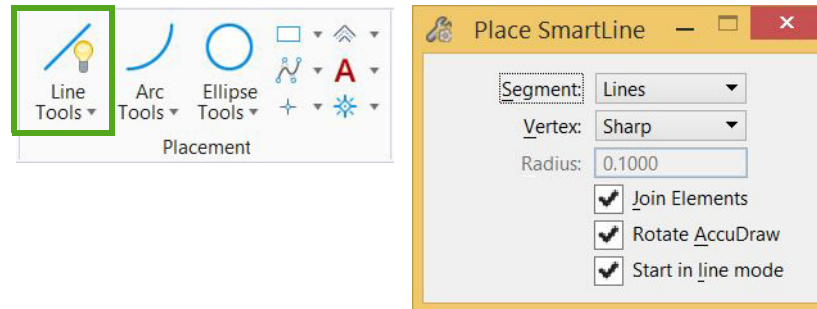 Line Tools
Arc Tools
Ellipse Tools
A
Placement
Place SmartLine
Segment: Lines
Vertex: Sharp
Radius: 0.1000
Join Elements
Rotate AccuDraw
Start in line mode